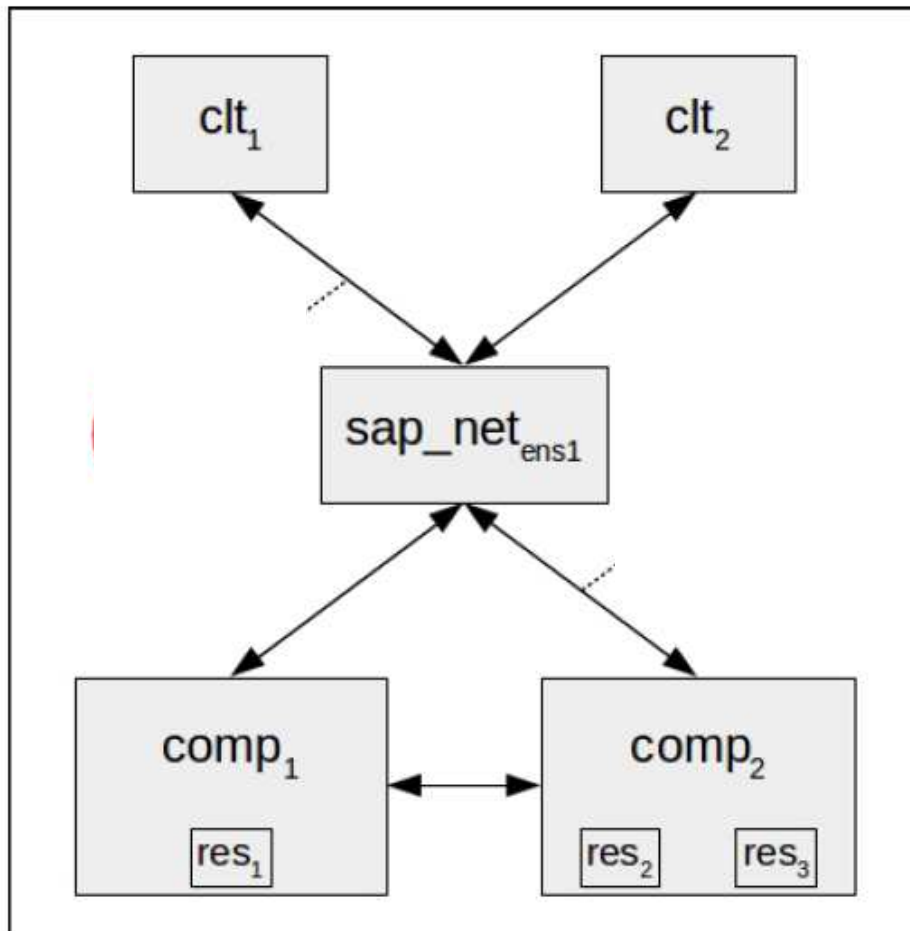 clt₁
clt₂
sap_netₑₙₛ₁
comp₁
comp₂
res₁
res₂
res₃